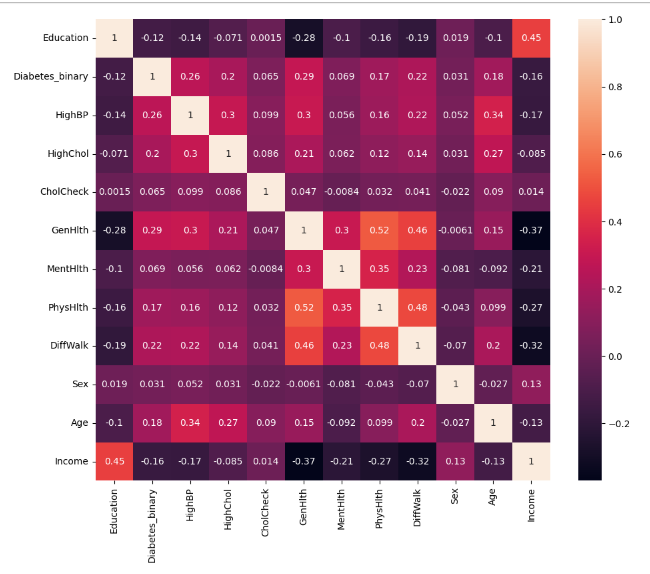 Education 1 -0.12 -0.14 -0.071 0.0015 -0.28 -0.1 -0.16 -0.19 0.019 -0.1 0.45
Diabetes_binary -0.12 1 0.26 0.2 0.065 0.29 0.069 0.17 0.22 0.031 0.18 -0.16
HighBP -0.14 0.26 1 0.3 0.099 0.3 0.056 0.16 0.22 0.052 0.34 -0.17
HighChol -0.071 0.2 0.3 1 0.086 0.21 0.062 0.12 0.14 0.031 0.27 -0.085
CholCheck 0.0015 0.065 0.099 0.086 1 0.047 -0.0084 0.032 0.041 -0.022 0.09 0.014
GenHlth -0.28 0.29 0.3 0.21 0.047 1 0.3 0.52 0.46 -0.0061 0.15 -0.37
MentHlth -0.1 0.069 0.056 0.062 -0.0084 0.3 1 0.35 0.23 -0.081 -0.092 -0.21
PhysHlth -0.16 0.17 0.16 0.12 0.032 0.52 0.35 1 0.48 -0.043 0.099 -0.27
DiffWalk -0.19 0.22 0.22 0.14 0.041 0.46 0.23 0.48 1 -0.07 0.2 -0.32
Sex 0.019 0.031 0.052 0.031 -0.022 -0.0061 -0.081 -0.043 -0.07 1 -0.027 0.13
Age -0.1 0.18 0.34 0.27 0.09 0.15 -0.092 0.099 0.2 -0.027 1 -0.13
Income 0.45 -0.16 -0.17 -0.085 0.014 -0.37 -0.21 -0.27 -0.32 0.13 -0.13 1
Education
Diabetes_binary
HighBP
HighChol
CholCheck
GenHlth
MentHlth
PhysHlth
DiffWalk
Sex
Age
Income
1.0
0.8
0.6
0.4
0.2
0.0
−0.2